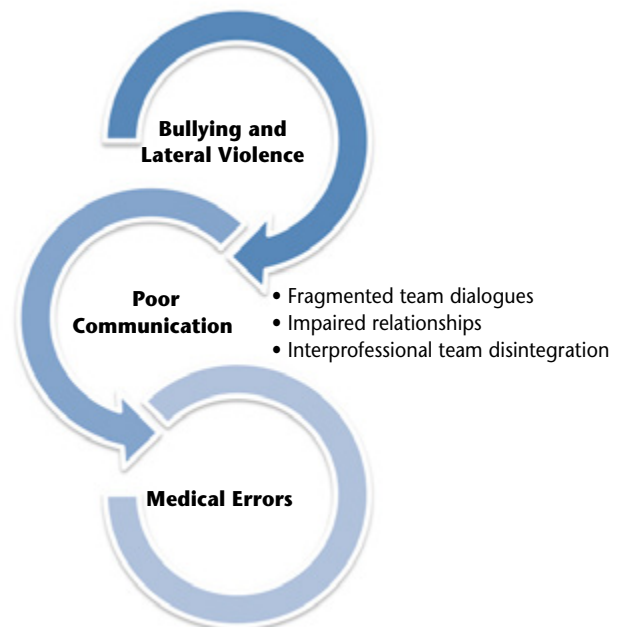 Bullying and
Lateral Violence
Poor
Communication
• Fragmented team dialogues
• Impaired relationships
• Interprofessional team disintegration
Medical Errors